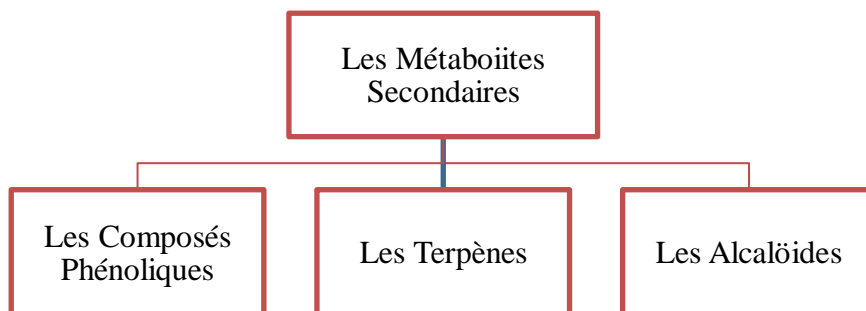 Les Métaboiites
Secondaires
Les Composés
Phénoliques
Les Terpènes
Les Alcalöides